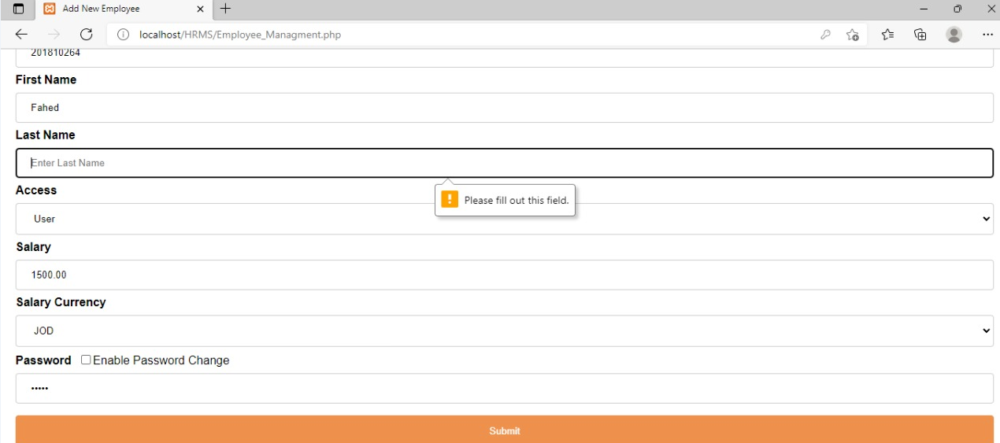 Add New Employee
localhost/HRMS/Employee_Managment.php
201810264
First Name
Fahed
Last Name
Enter Last Name
Please fill out this field.
Access
User
Salary
1500.00
Salary Currency
JOD
Password Enable Password Change
•••••
Submit